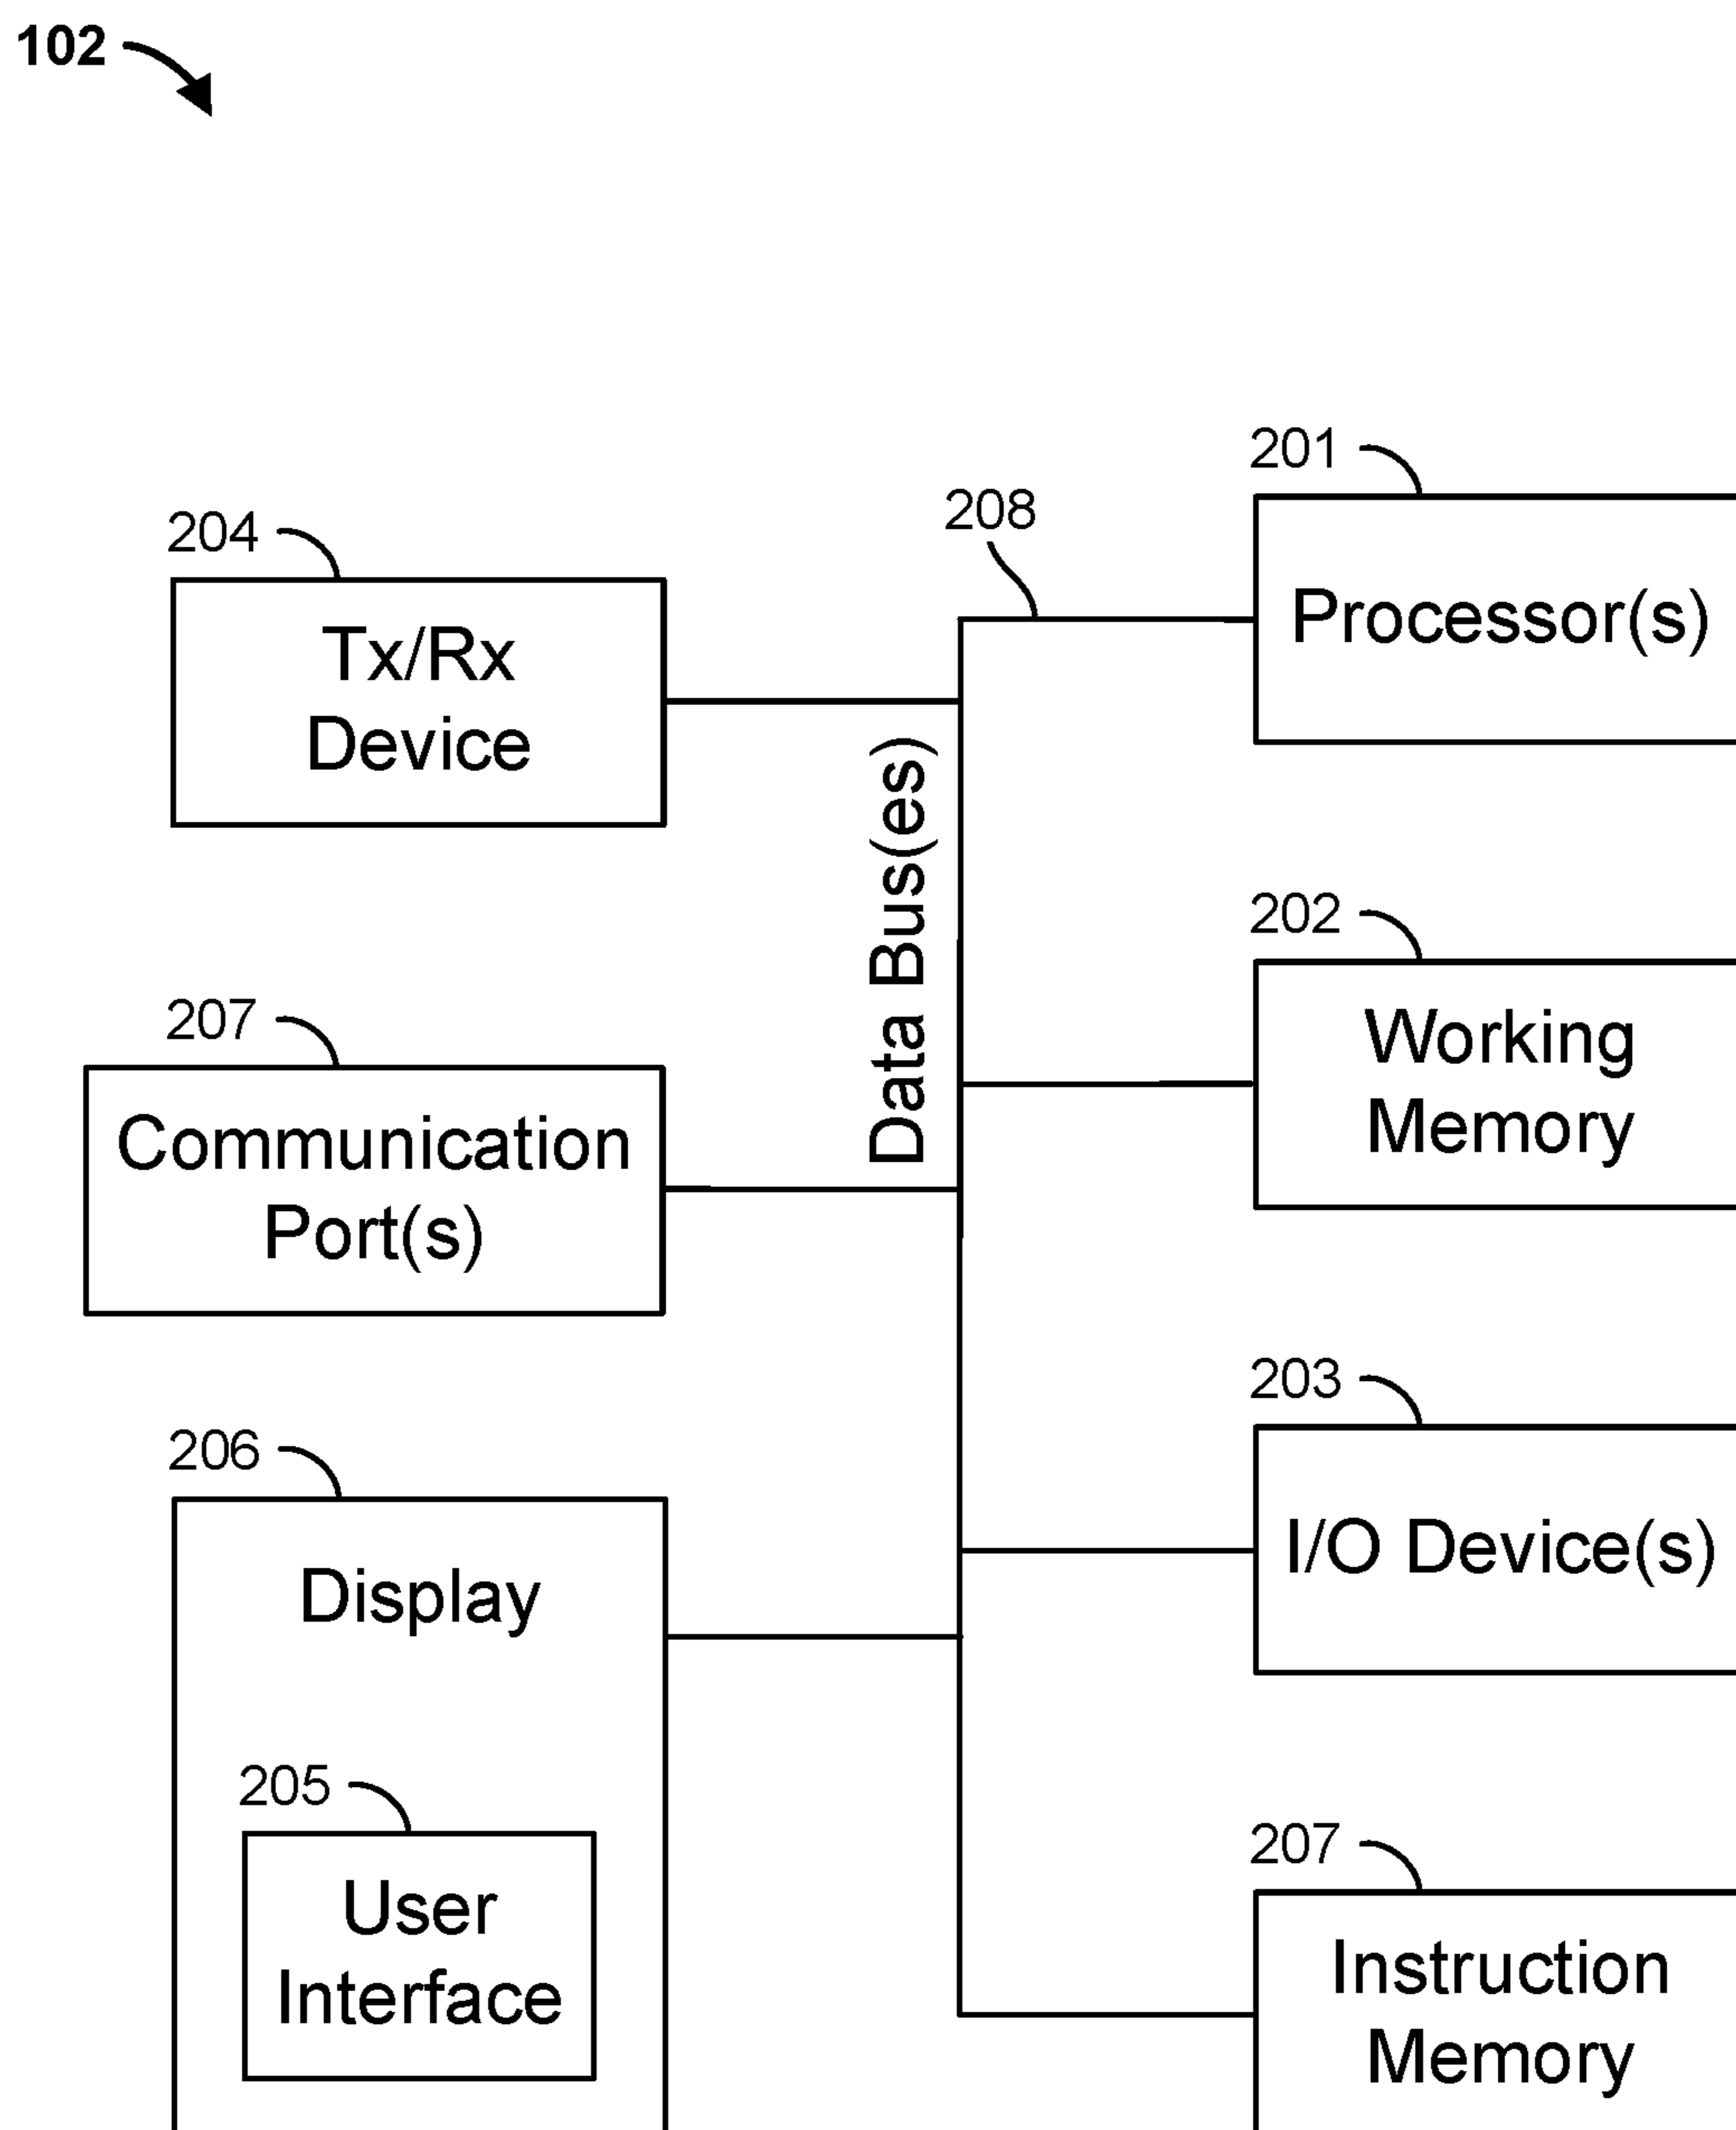 102
204
Tx/Rx
Device
207
Communication
Port(s)
206
Display
205
User
Interface
208
Data Bus(es)
201
Processor(s)
202
Working
Memory
203
I/O Device(s)
207
Instruction
Memory